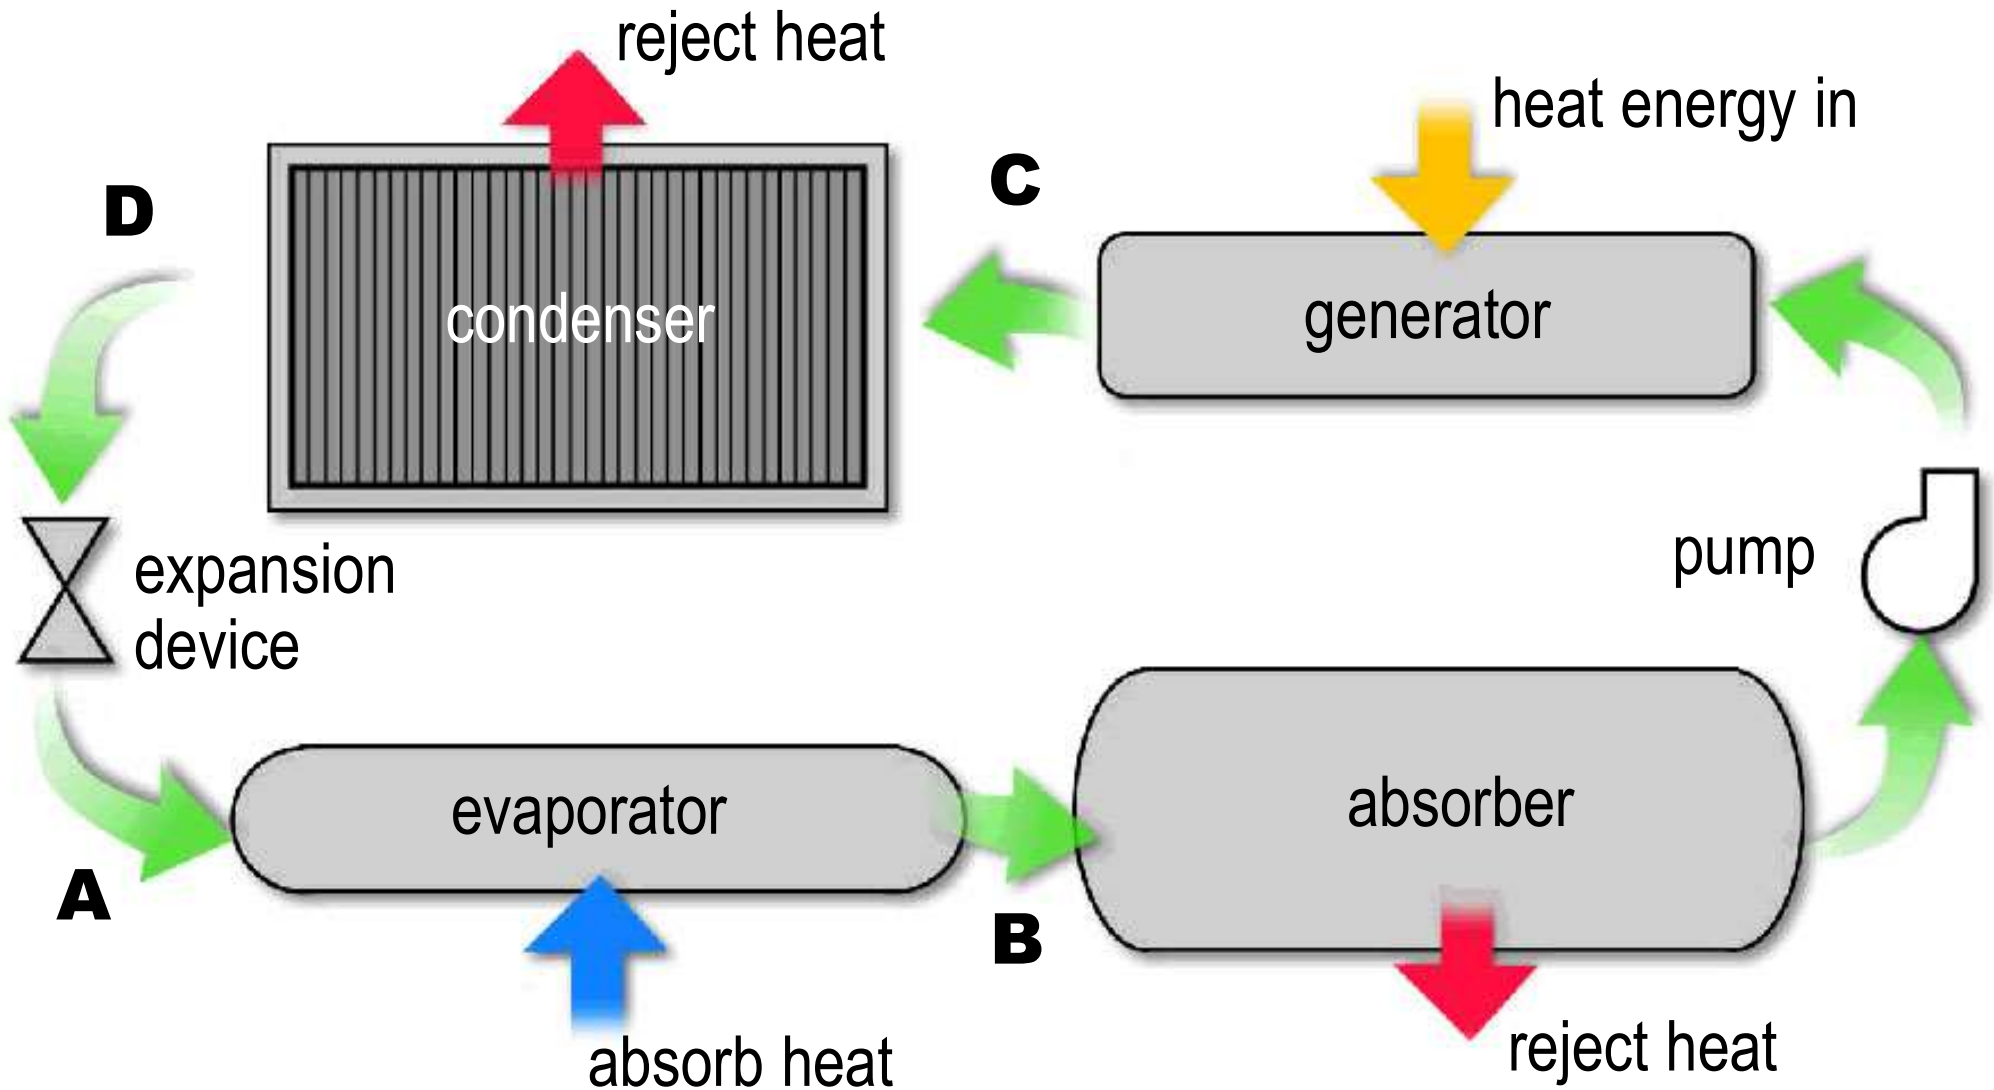 reject heat
heat energy in
C
D
condenser
generator
expansion
device
pump
evaporator
absorber
A
B
absorb heat
reject heat